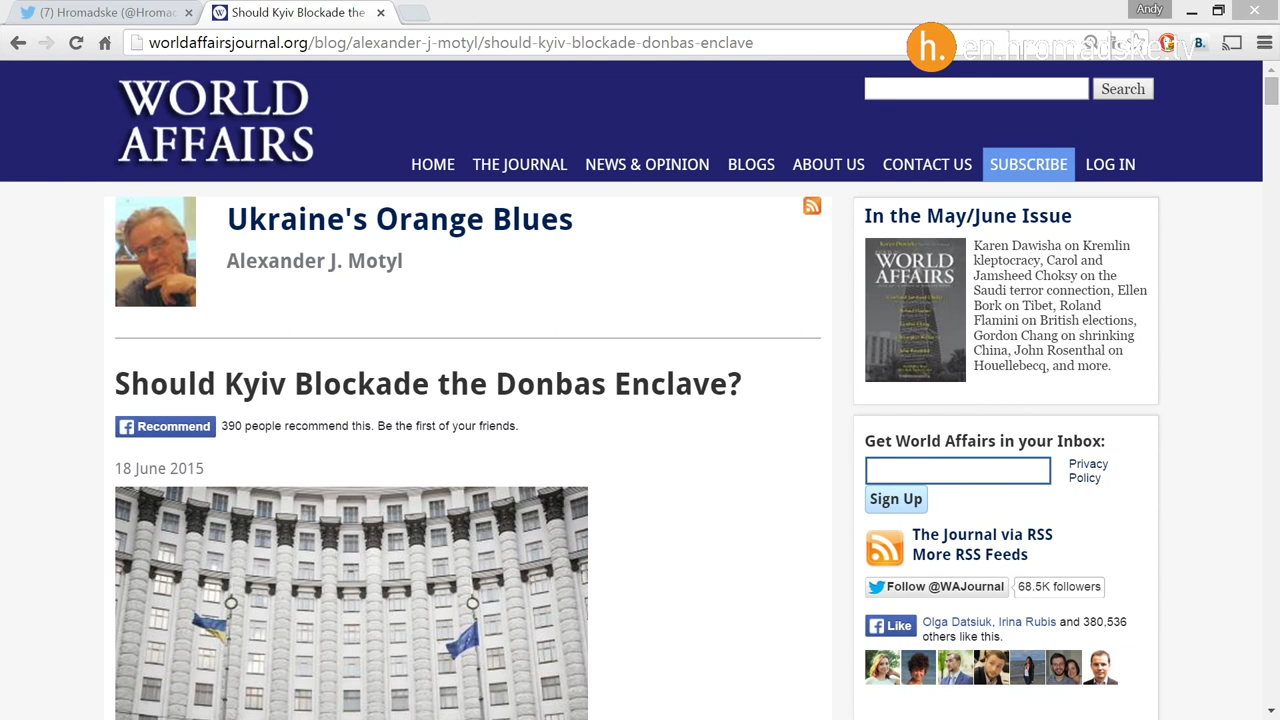 (7) Hromadske (@Hromad
Should Kyiv Blockade the
Andy
worldaffairsjournal.org/blog/alexander-j-motyl/should-kyiv-blockade-donbas-enclave
h. en.hromadske.tv
B.
WORLD
AFFAIRS
Search
HOME THE JOURNAL NEWS & OPINION BLOGS ABOUT US CONTACT US SUBSCRIBE LOG IN
Ukraine's Orange Blues
Alexander J. Motyl
Should Kyiv Blockade the Donbas Enclave?
Recommend 390 people recommend this. Be the first of your friends.
18 June 2015
In the May/June Issue
WORLD
AFFAIRS
Karen Dawisha on Kremlin
kleptocracy, Carol and
Jamsheed Choksy on the
Saudi terror connection, Ellen
Bork on Tibet, Roland
Flamini on British elections,
Gordon Chang on shrinking
China, John Rosenthal on
Houellebecq, and more.
Get World Affairs in your Inbox:
Privacy
Policy
Sign Up
The Journal via RSS
More RSS Feeds
Follow @WAJournal 68.5K followers
Like Olga Datsiuk, Irina Rubis and 380,536
others like this.